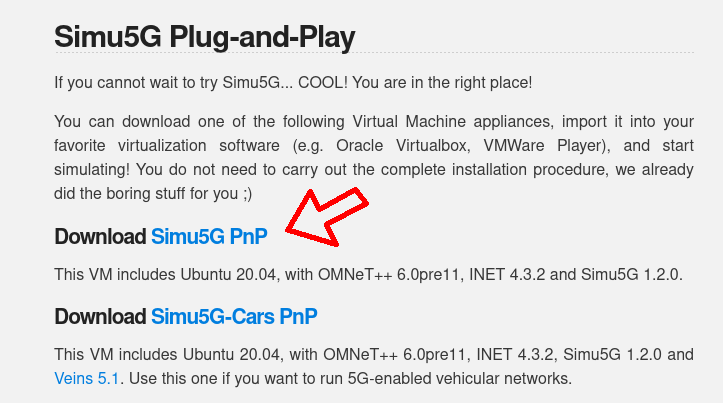 Simu5G Plug-and-Play
If you cannot wait to try Simu5G... COOL! You are in the right place!
You can download one of the following Virtual Machine appliances, import it into your
favorite virtualization software (e.g. Oracle Virtualbox, VMWare Player), and start
simulating! You do not need to carry out the complete installation procedure, we already
did the boring stuff for you ;)
Download Simu5G PnP
This VM includes Ubuntu 20.04, with OMNeT++ 6.0pre11, INET 4.3.2 and Simu5G 1.2.0.
Download Simu5G-Cars PnP
This VM includes Ubuntu 20.04, with OMNeT++ 6.0pre11, INET 4.3.2, Simu5G 1.2.0 and
Veins 5.1. Use this one if you want to run 5G-enabled vehicular networks.